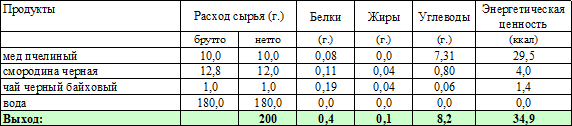 Продукты Расход сырья (г.) Белки Жиры Углеводы Энергетическая ценность
брутто нетто (г.) (г.) (г.) (ккал)
мед пчелиный 10,0 10,0 0,08 0,0 7,31 29,5
смородина черная 12,8 12,0 0,11 0,04 0,80 4,0
чай черный байховый 1,0 1,0 0,19 0,04 0,06 1,4
вода 180,0 180,0 0,0 0,0 0,0 0,0
Выход: 200 0,4 0,1 8,2 34,9